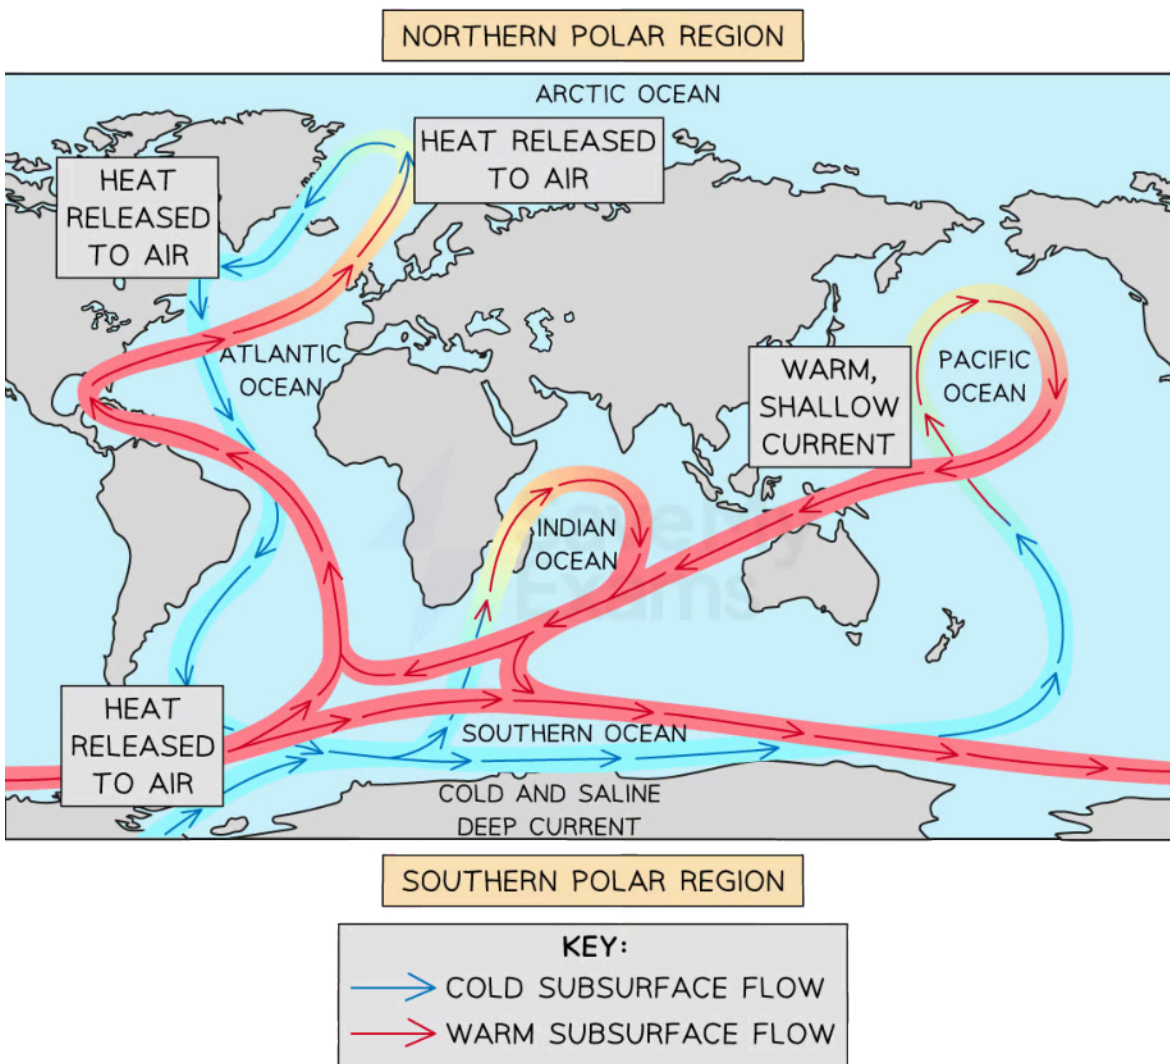 NORTHERN POLAR REGION
ARCTIC OCEAN
HEAT RELEASED
TO AIR
HEAT
RELEASED
TO AIR
ATLANTIC
OCEAN
WARM,
SHALLOW
CURRENT
PACIFIC
OCEAN
INDIAN
OCEAN
HEAT
RELEASED
TO AIR
SOUTHERN OCEAN
COLD AND SALINE
DEEP CURRENT
SOUTHERN POLAR REGION
KEY:
COLD SUBSURFACE FLOW
WARM SUBSURFACE FLOW